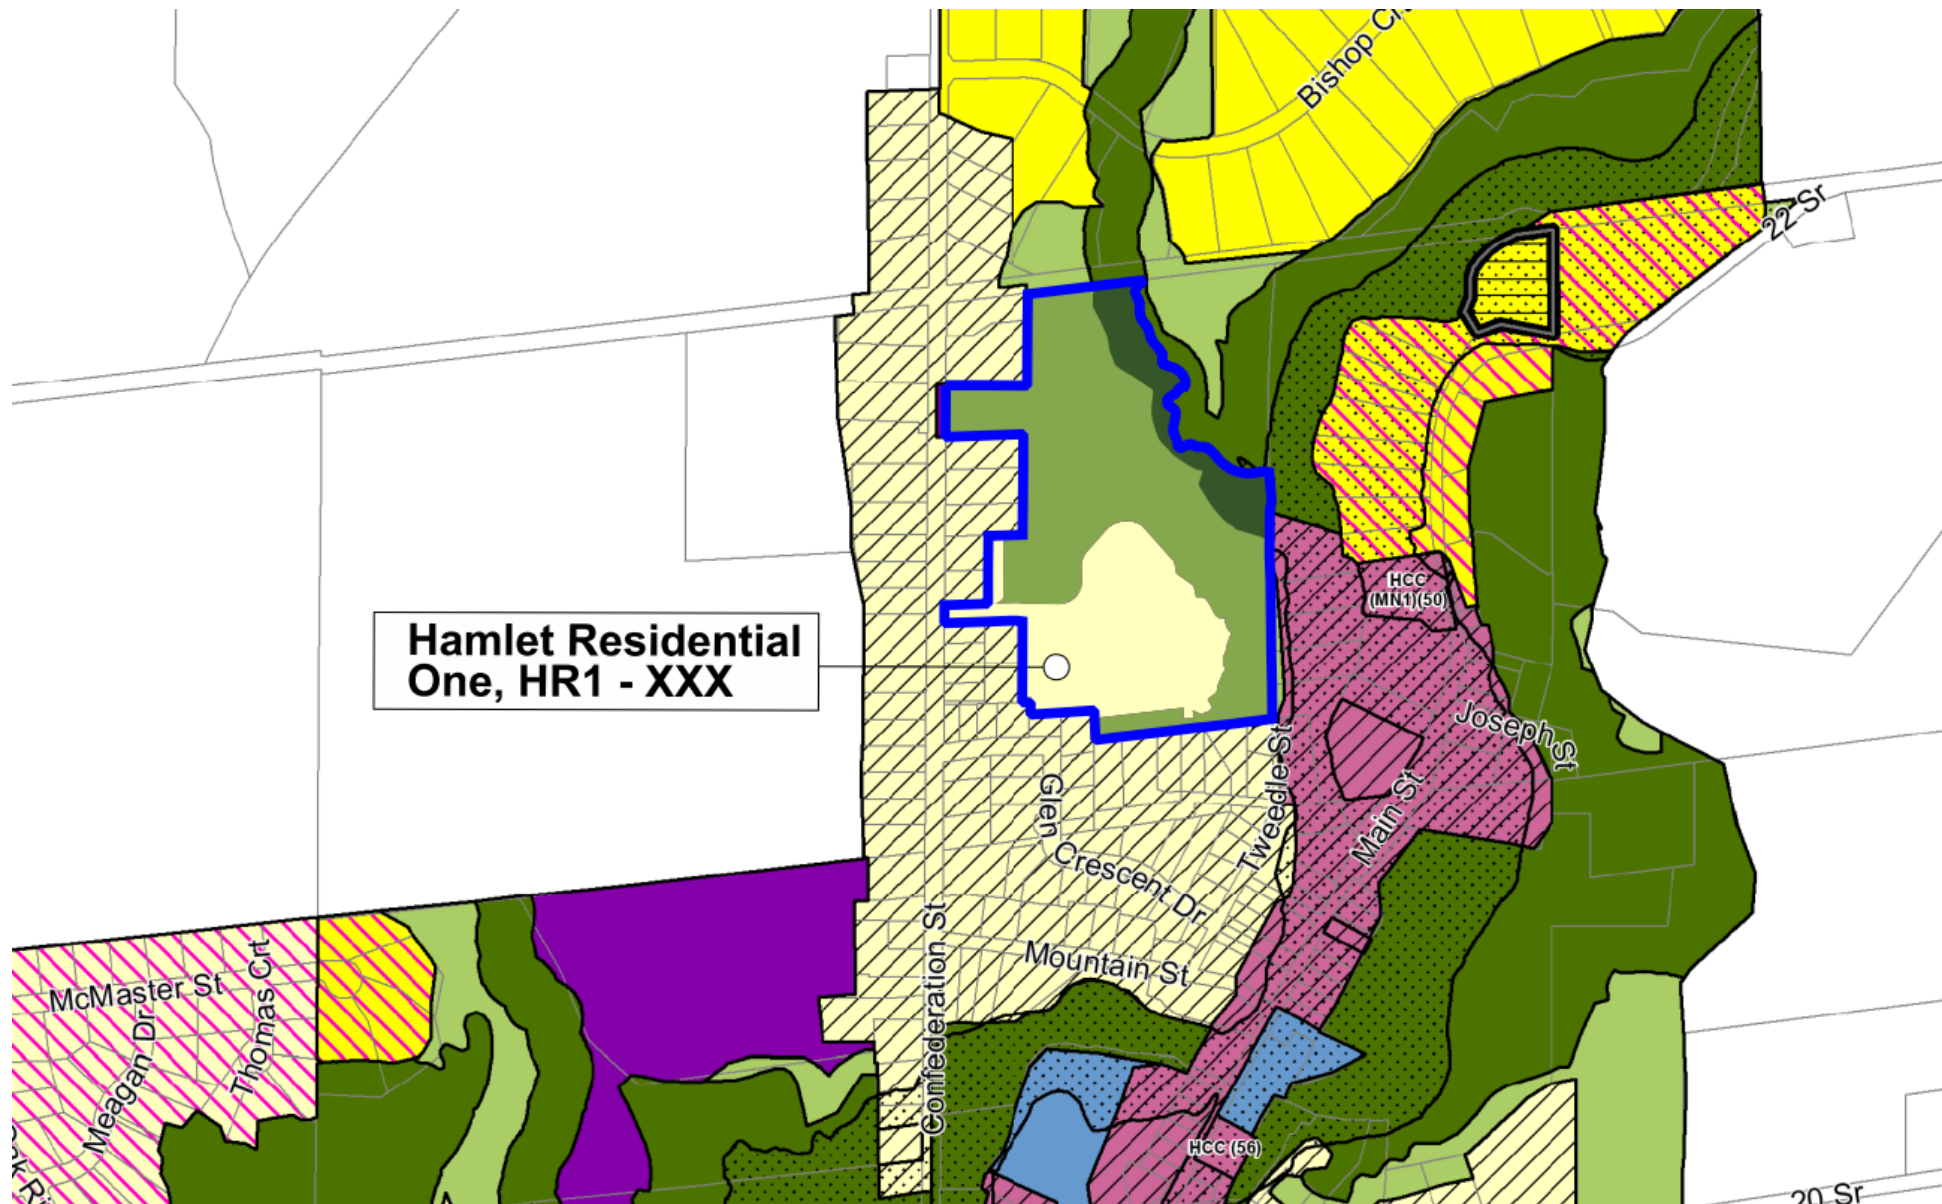 Bishop
22 Sr
HCC
(MN1)(50)
Hamlet Residential
One, HR1 - XXX
Joseph St
Glen
Crescent Dr
Tweedle St
Main St
Confederation St
Mountain St
McMaster St
Thomas Crt
Meagan Dr
HCC (56)
20 Sr